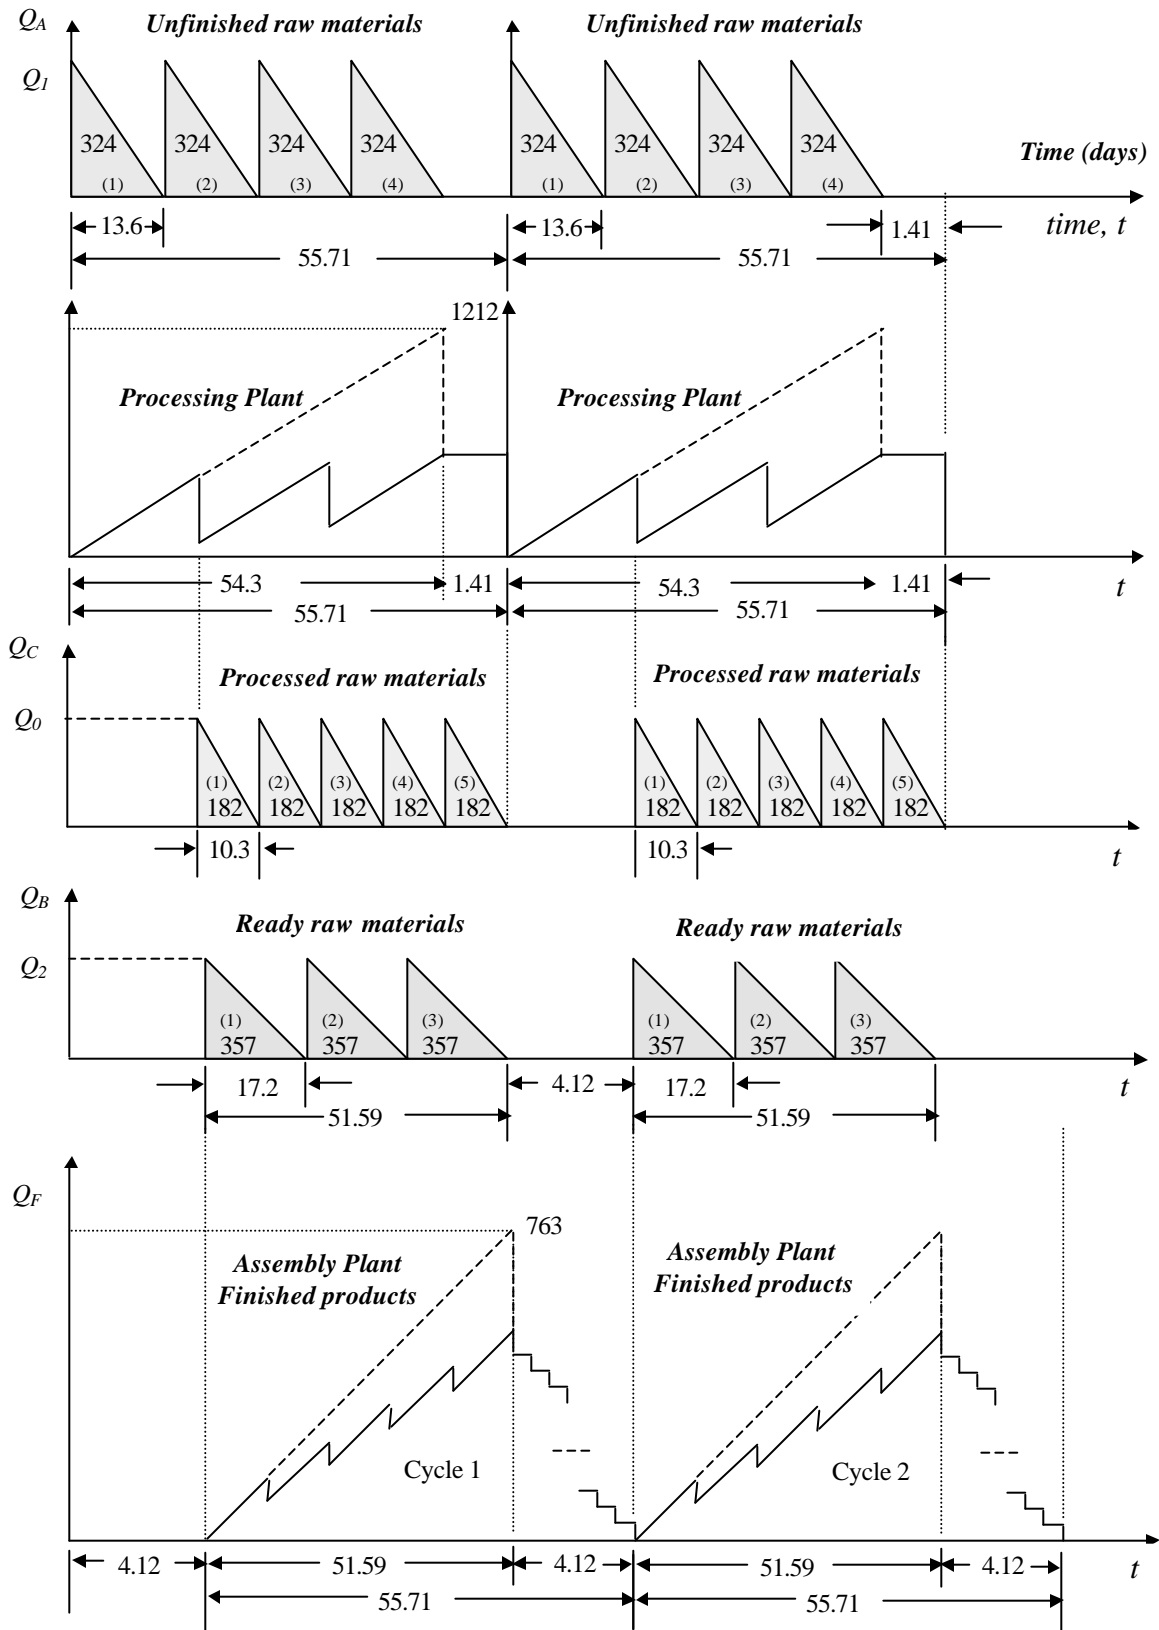 Q_A Unfinished raw materials Unfinished raw materials
Q_1
324 324 324 324 324 324 324 324 Time (days)
(1) (2) (3) (4) (1) (2) (3) (4)
13.6 13.6 1.41 time, t
55.71 55.71
1212
Processing Plant Processing Plant
54.3 1.41 54.3 1.41 t
55.71 55.71
Q_C
Processed raw materials Processed raw materials
Q_0
(1) (2) (3) (4) (5) (1) (2) (3) (4) (5)
182 182 182 182 182 182 182 182 182 182
10.3 10.3 t
Q_B
Ready raw materials Ready raw materials
Q_2
(1) (2) (3) (1) (2) (3)
357 357 357 357 357 357
17.2 4.12 17.2 t
51.59 51.59
Q_F
763
Assembly Plant Assembly Plant
Finished products Finished products
Cycle 1 Cycle 2
4.12 51.59 4.12 51.59 4.12 t
55.71 55.71